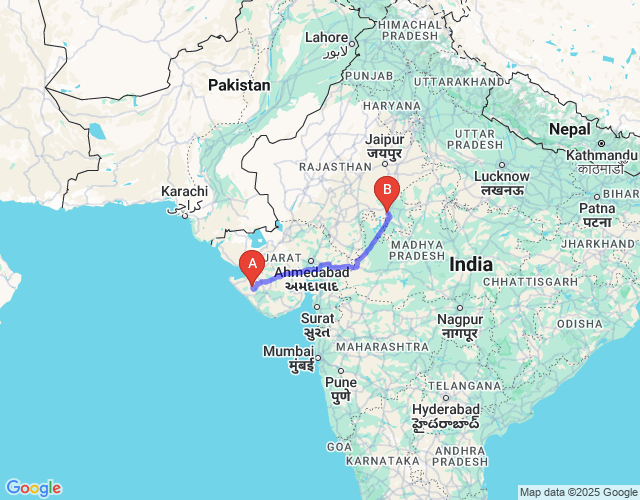 HIMACHAL
PRADESH
Lahore
لاہور
Pakistan
PUNJAB
UTTARAKHAND
HARYANA
Nepal
Jaipur
जयपुर
UTTAR
PRADESH
Kathmandu
काठमाडौँ
RAJASTHAN
Lucknow
लखनऊ
Karachi
کراچی
B
BIHAR
Patna
पटना
MADHYA
PRADESH
JHARKHAND
A
GUJARAT
Ahmedabad
અમદાવાદ
India
CHHATTISGARH
Surat
સુરત
Nagpur
नागपूर
ODISHA
Mumbai
मुंबई
MAHARASHTRA
Pune
पुणे
TELANGANA
Hyderabad
హైదరాబాద్
GOA
KARNATAKA
ANDHRA
PRADESH
Google
Map data ©2025 Google